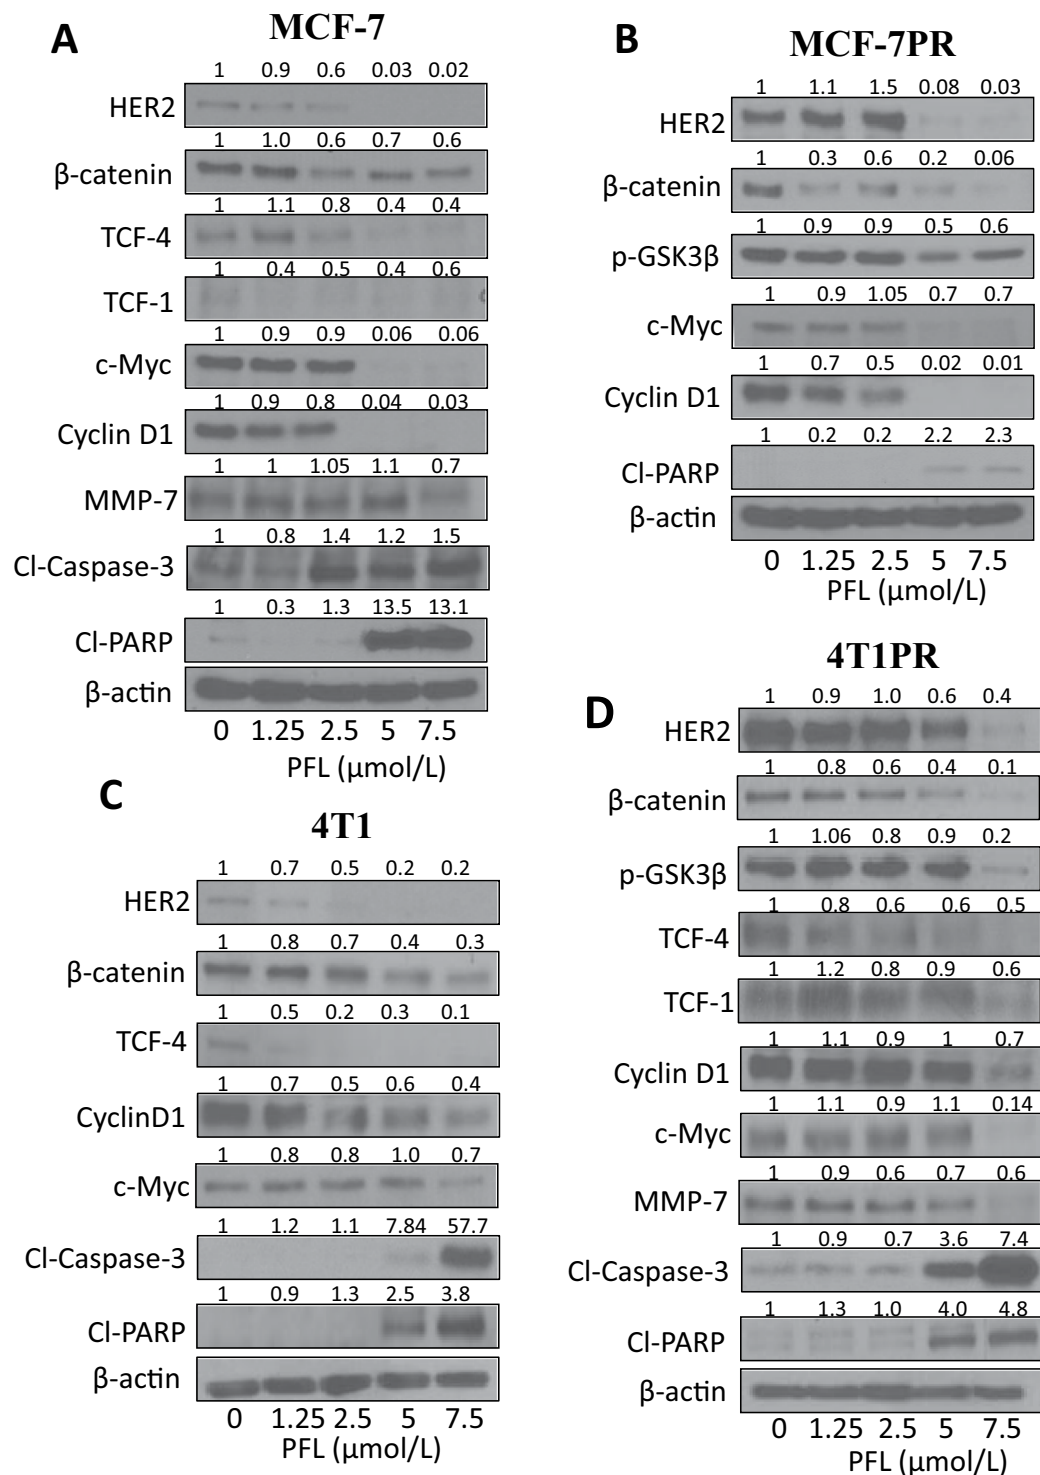 A
MCF-7
1 0.9 0.6 0.03 0.02
HER2
1 1.0 0.6 0.7 0.6
β-catenin
1 1.1 0.8 0.4 0.4
TCF-4
1 0.4 0.5 0.4 0.6
TCF-1
1 0.9 0.9 0.06 0.06
c-Myc
1 0.9 0.8 0.04 0.03
Cyclin D1
1 1 1.05 1.1 0.7
MMP-7
1 0.8 1.4 1.2 1.5
Cl-Caspase-3
1 0.3 1.3 13.5 13.1
Cl-PARP
β-actin
0 1.25 2.5 5 7.5
PFL (μmol/L)
B
MCF-7PR
1 1.1 1.5 0.08 0.03
HER2
1 0.3 0.6 0.2 0.06
β-catenin
1 0.9 0.9 0.5 0.6
p-GSK3β
1 0.9 1.05 0.7 0.7
c-Myc
1 0.7 0.5 0.02 0.01
Cyclin D1
1 0.2 0.2 2.2 2.3
Cl-PARP
β-actin
0 1.25 2.5 5 7.5
PFL (μmol/L)
C
4T1
1 0.7 0.5 0.2 0.2
HER2
1 0.8 0.7 0.4 0.3
β-catenin
1 0.5 0.2 0.3 0.1
TCF-4
1 0.7 0.5 0.6 0.4
CyclinD1
1 0.8 0.8 1.0 0.7
c-Myc
1 1.2 1.1 7.84 57.7
Cl-Caspase-3
1 0.9 1.3 2.5 3.8
Cl-PARP
β-actin
0 1.25 2.5 5 7.5
PFL (μmol/L)
D
4T1PR
1 0.9 1.0 0.6 0.4
HER2
1 0.8 0.6 0.4 0.1
β-catenin
1 1.06 0.8 0.9 0.2
p-GSK3β
1 0.8 0.6 0.6 0.5
TCF-4
1 1.2 0.8 0.9 0.6
TCF-1
1 1.1 0.9 1 0.7
Cyclin D1
1 1.1 0.9 1.1 0.14
c-Myc
1 0.9 0.6 0.7 0.6
MMP-7
1 0.9 0.7 3.6 7.4
Cl-Caspase-3
1 1.3 1.0 4.0 4.8
Cl-PARP
β-actin
0 1.25 2.5 5 7.5
PFL (μmol/L)